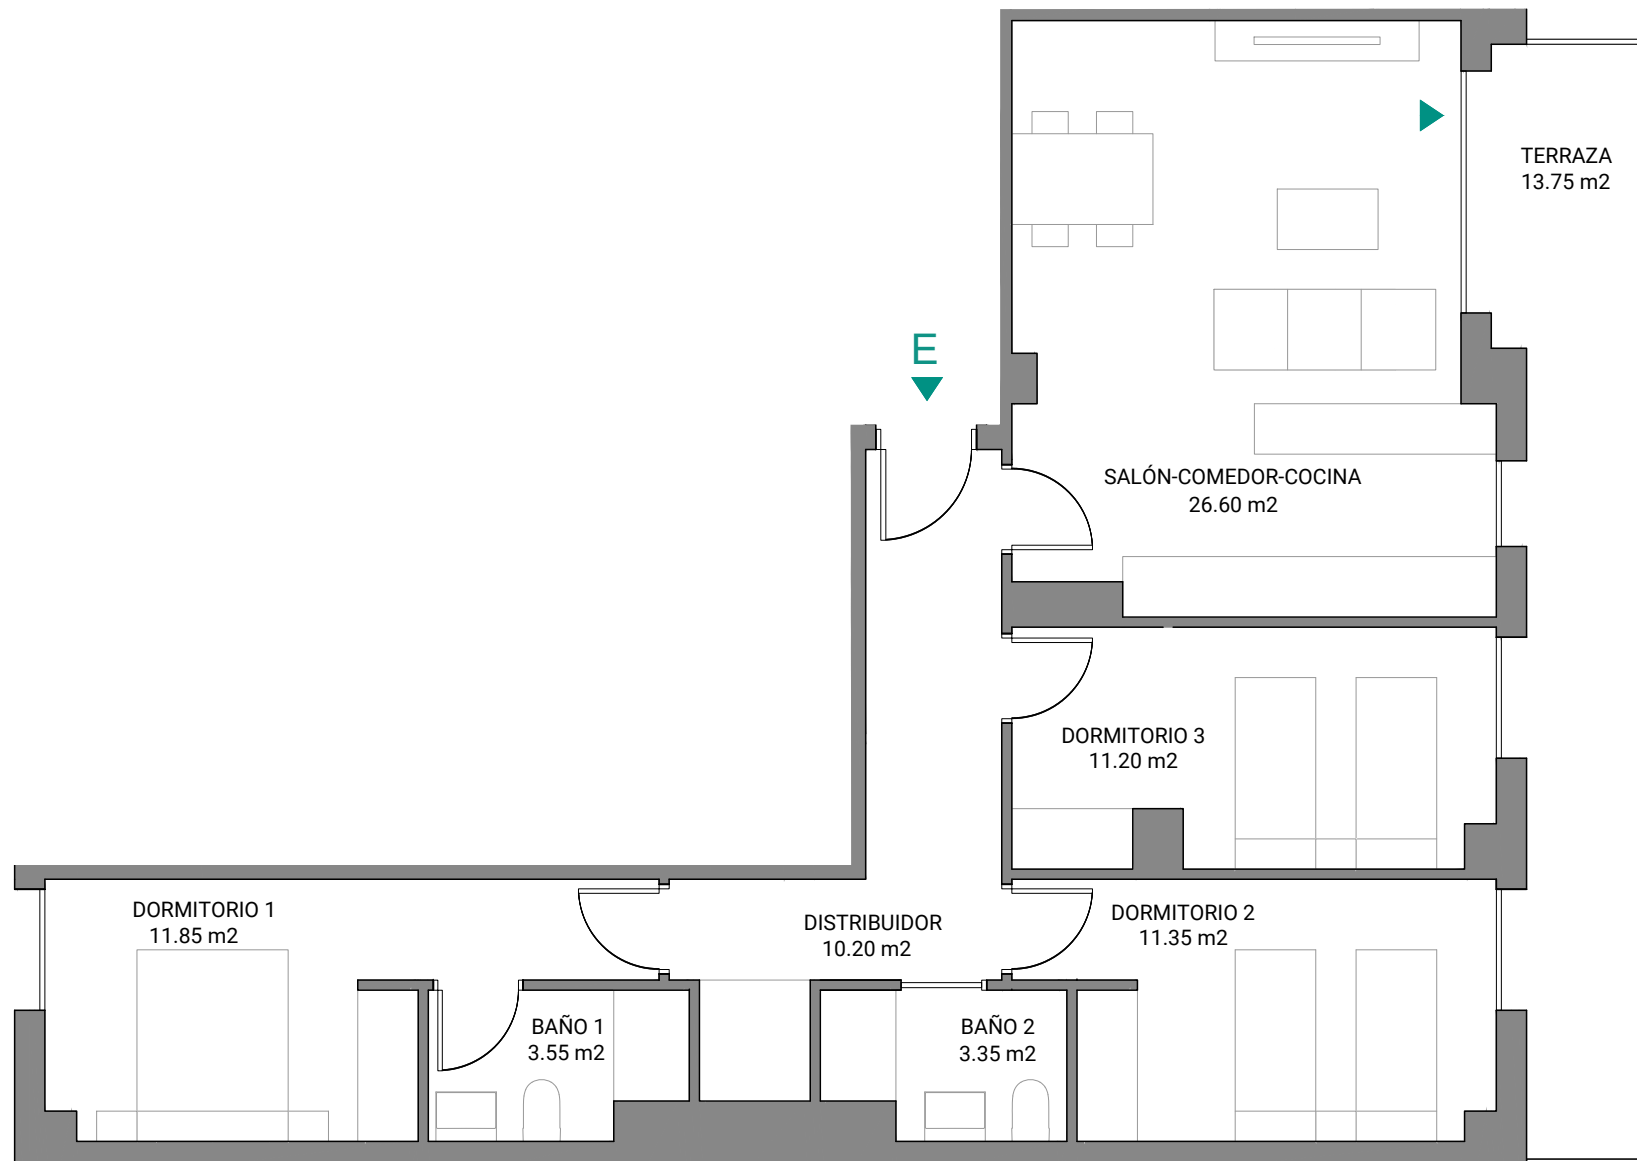 TERRAZA
13.75 m2
E
SALÓN-COMEDOR-COCINA
26.60 m2
DORMITORIO 3
11.20 m2
DORMITORIO 1
11.85 m2
DISTRIBUIDOR
10.20 m2
DORMITORIO 2
11.35 m2
BAÑO 1
3.55 m2
BAÑO 2
3.35 m2